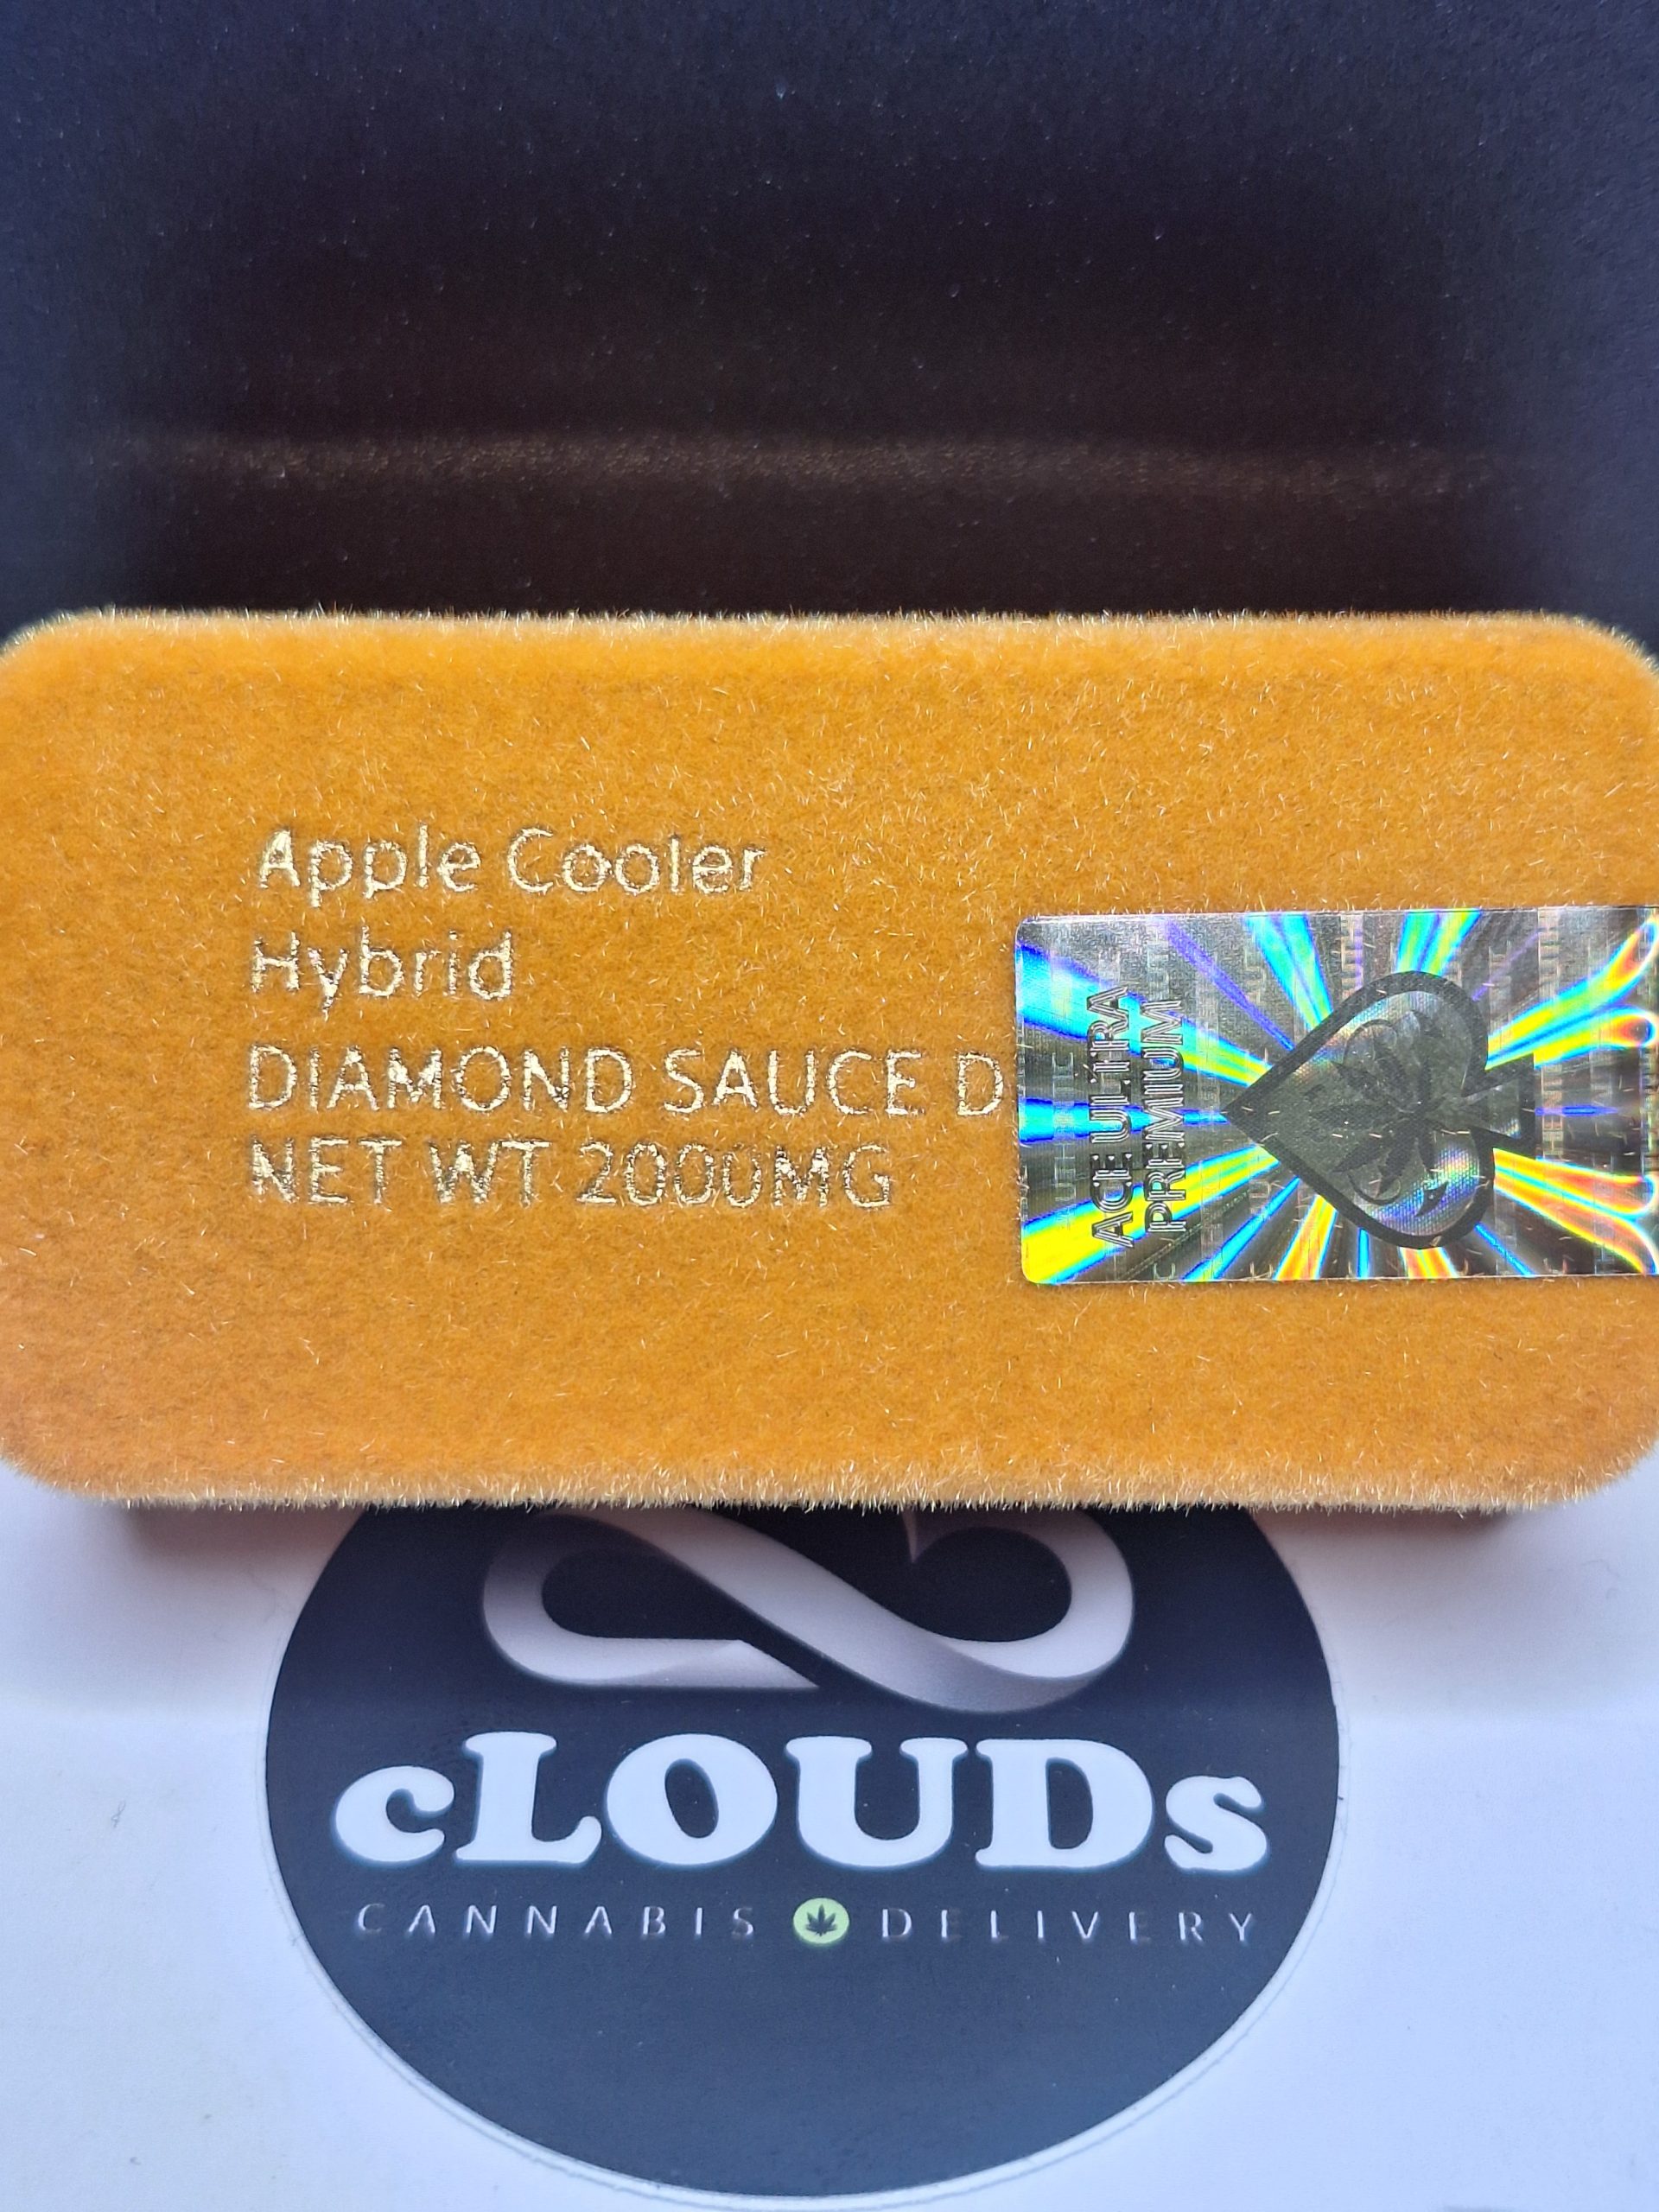 Apple Cooler
Hybrid
DIAMOND SAUCE D
NET WT 2000MG
ACE ULTRA
PREMIUM
cLOUDs
CANNABIS DELIVERY